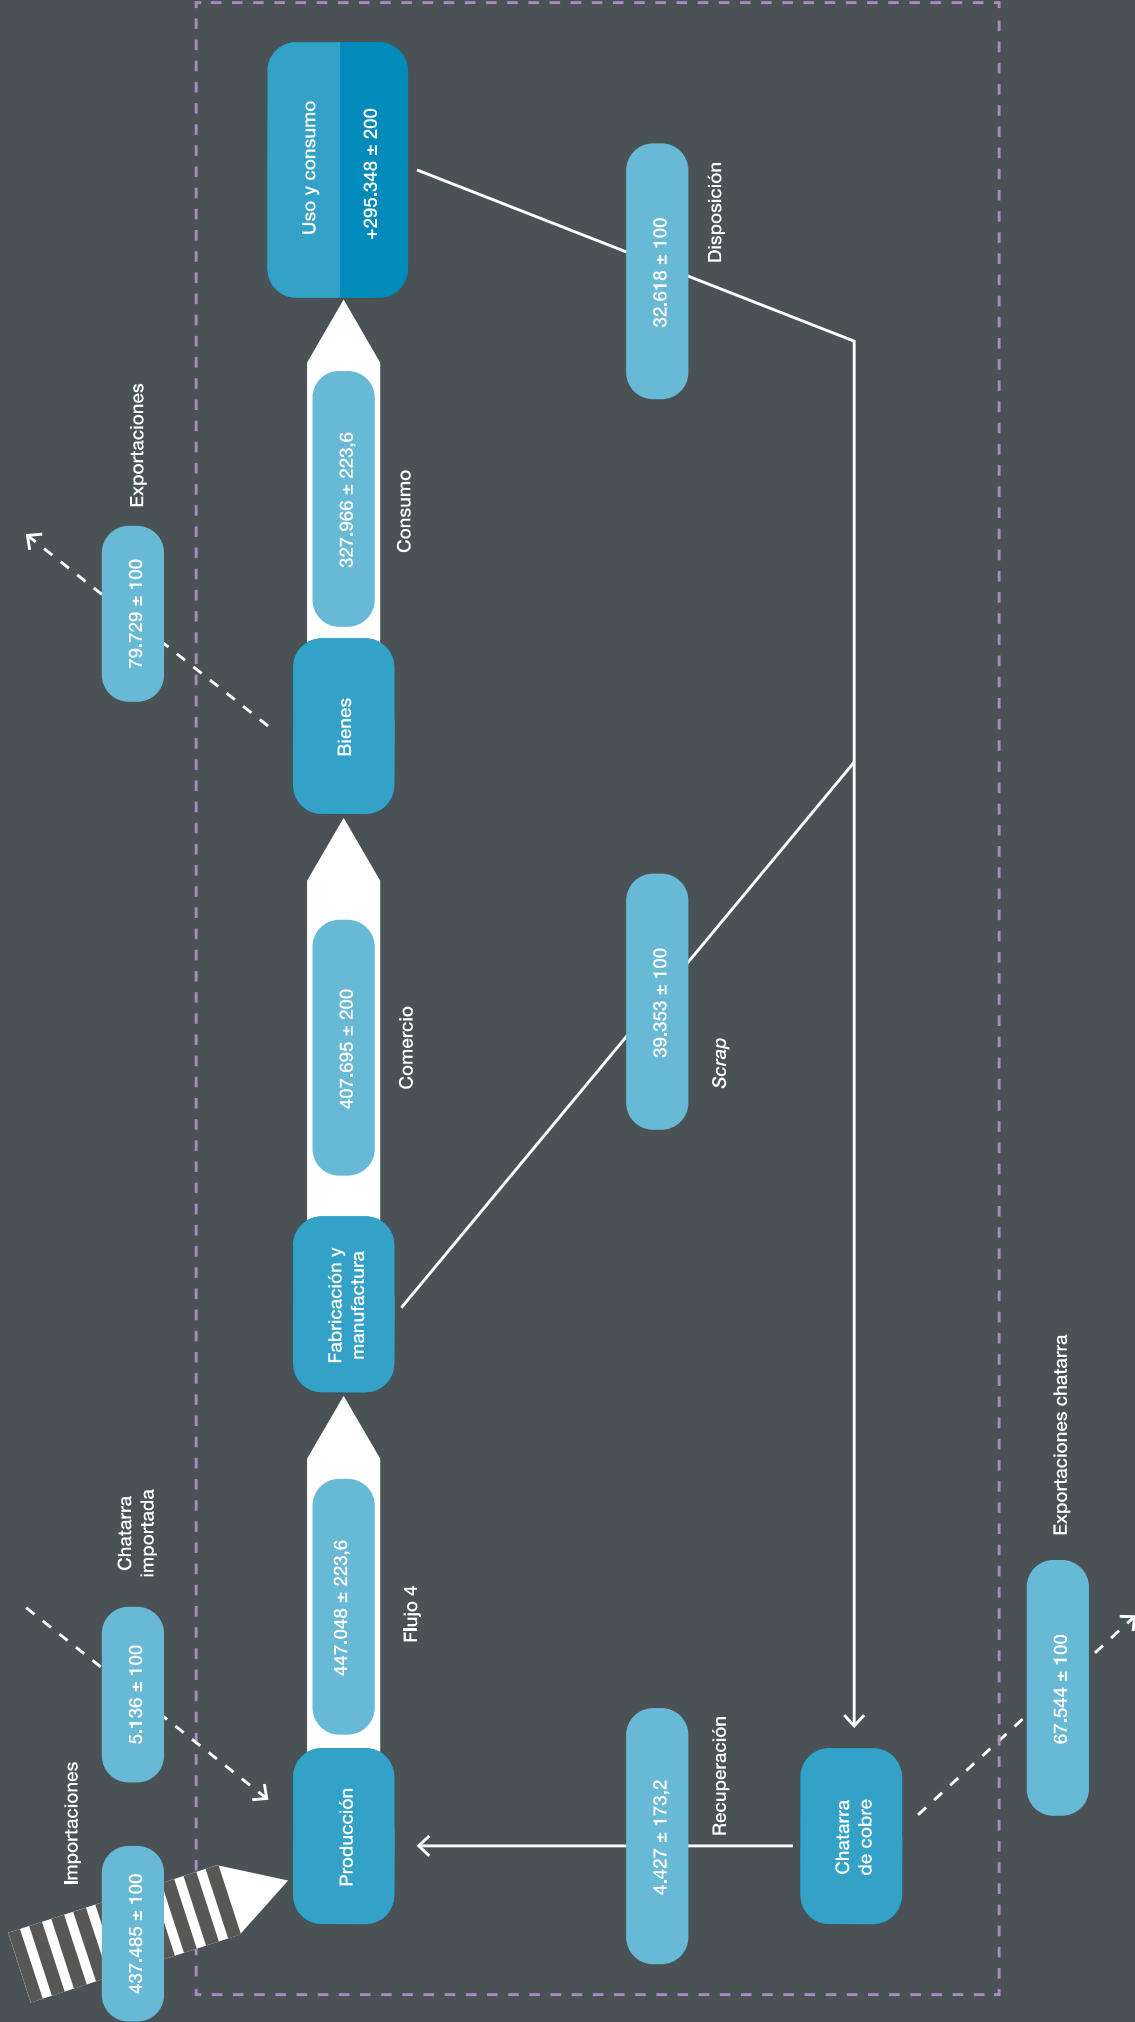 Importaciones
437.485 ± 100
Chatarra
importada
5.136 ± 100
Exportaciones
79.729 ± 100
Producción
447.048 ± 223,6
Flujo 4
Fabricación y
manufactura
407.695 ± 200
Comercio
Bienes
327.966 ± 223,6
Consumo
Uso y consumo
+295.348 ± 200
4.427 ± 173,2
Recuperación
39.353 ± 100
Scrap
32.618 ± 100
Disposición
Chatarra
de cobre
67.544 ± 100
Exportaciones chatarra